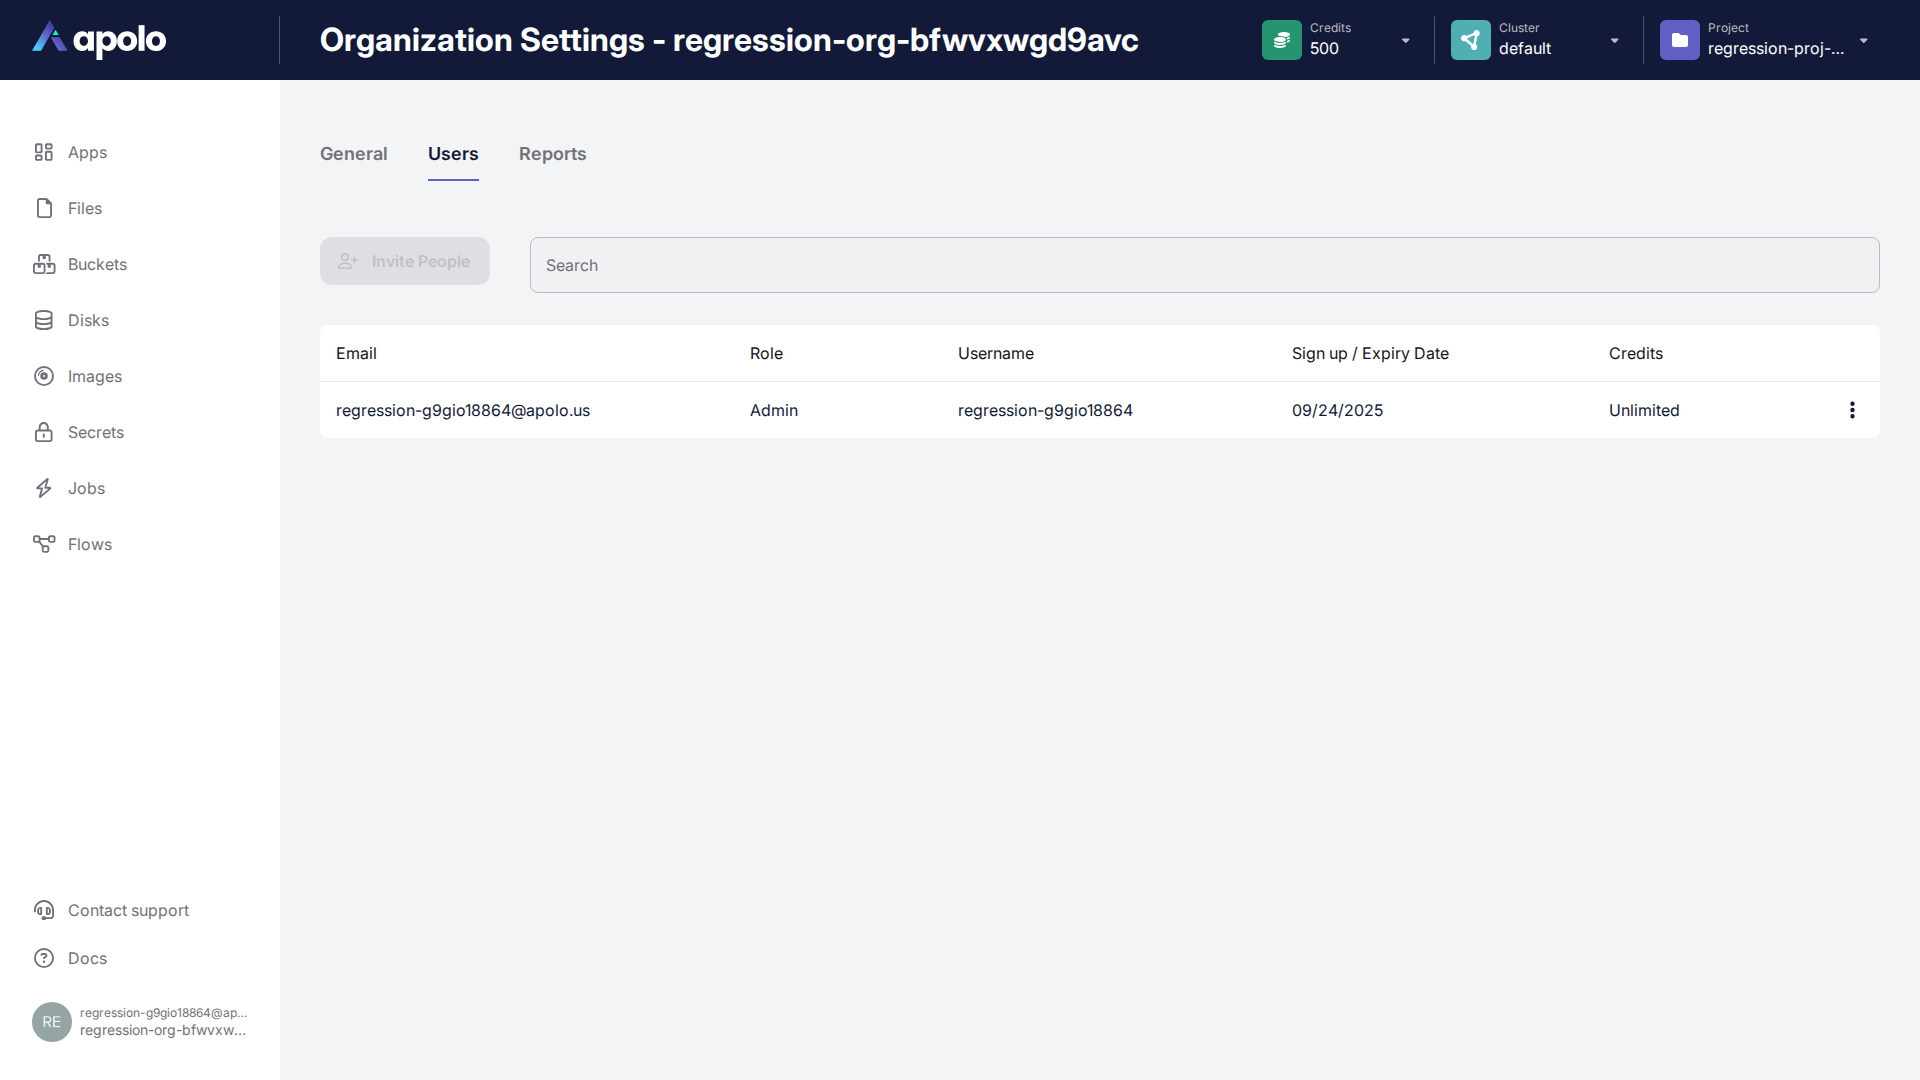 apolo
Organization Settings - regression-org-bfwvxwgd9avc
Credits
500
Cluster
default
Project
regression-proj-...
Apps
Files
Buckets
Disks
Images
Secrets
Jobs
Flows
General
Users
Reports
Invite People
Search
Email
Role
Username
Sign up / Expiry Date
Credits
regression-g9gio18864@apolo.us
Admin
regression-g9gio18864
09/24/2025
Unlimited
Contact support
Docs
RE
regression-g9gio18864@ap...
regression-org-bfwvxw...